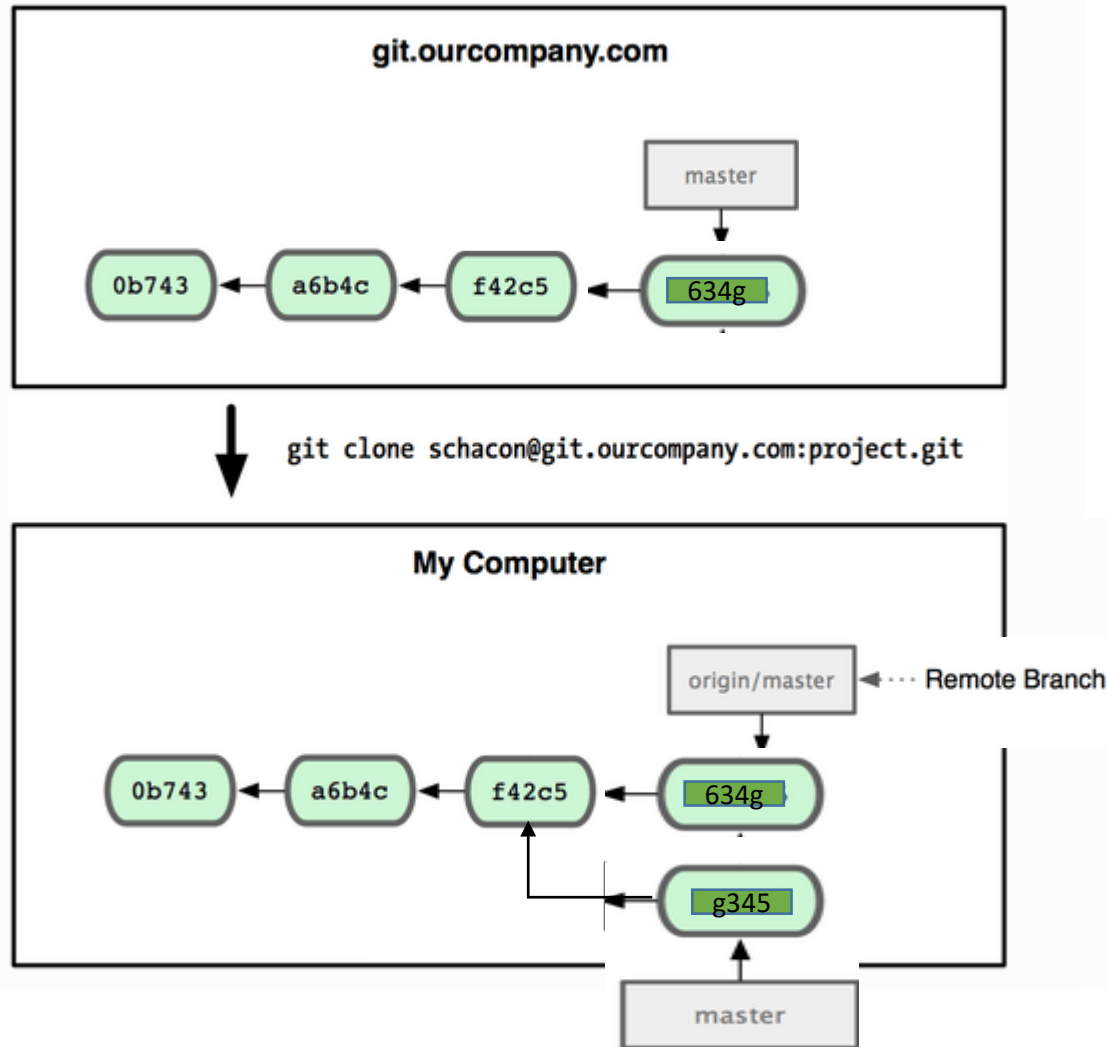 git.ourcompany.com
master
0b743 a6b4c f42c5 634g
git clone schacon@git.ourcompany.com:project.git
My Computer
origin/master Remote Branch
0b743 a6b4c f42c5 634g
g345
master